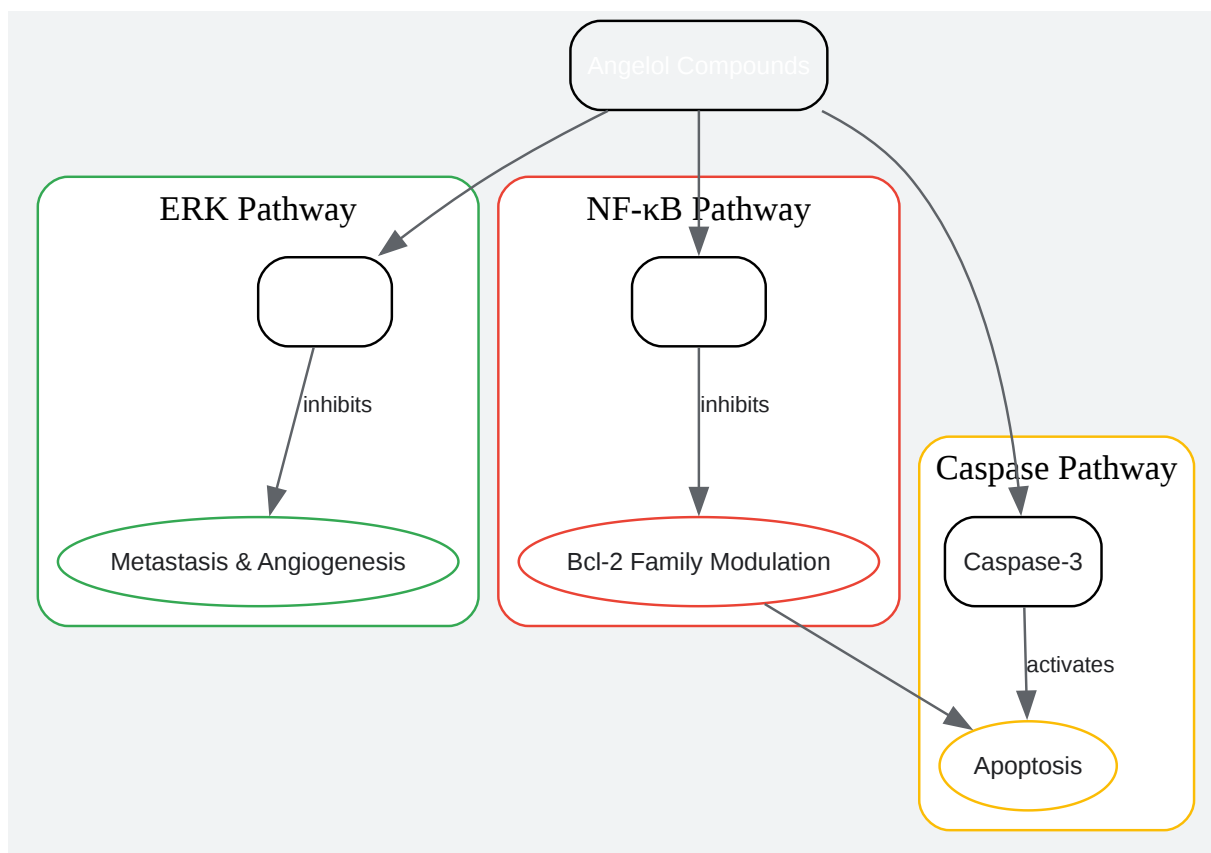 Angelol Compounds
ERK Pathway
NF-κB Pathway
inhibits
inhibits
Caspase Pathway
Metastasis & Angiogenesis
Bcl-2 Family Modulation
Caspase-3
activates
Apoptosis